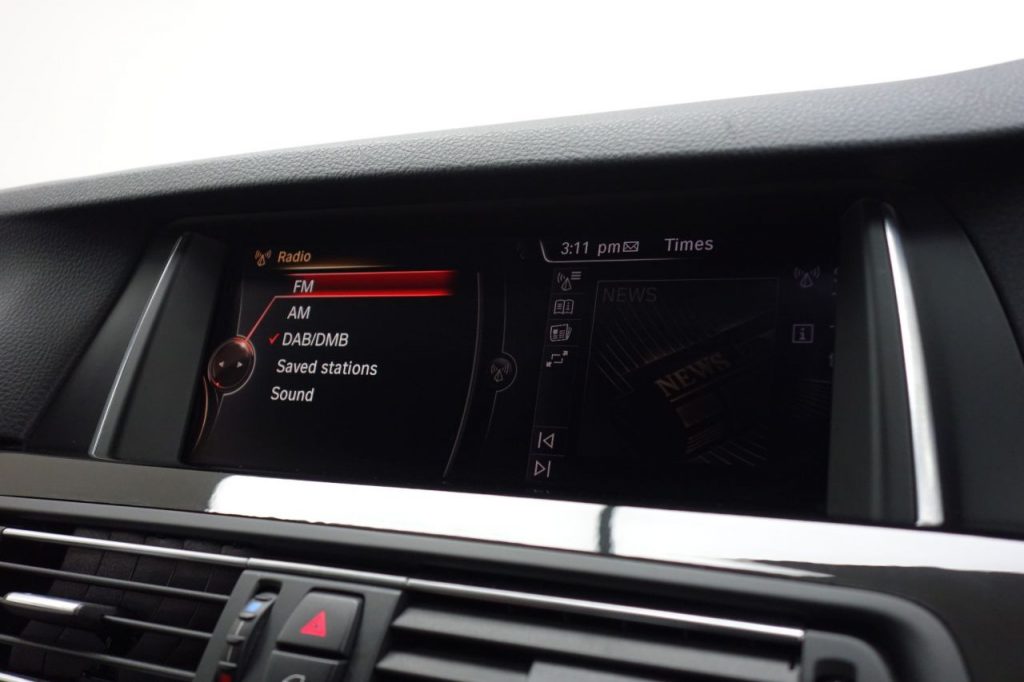 Radio
FM
AM
DAB/DMB
Saved stations
Sound
3:11 pm Times
NEWS
NEWS